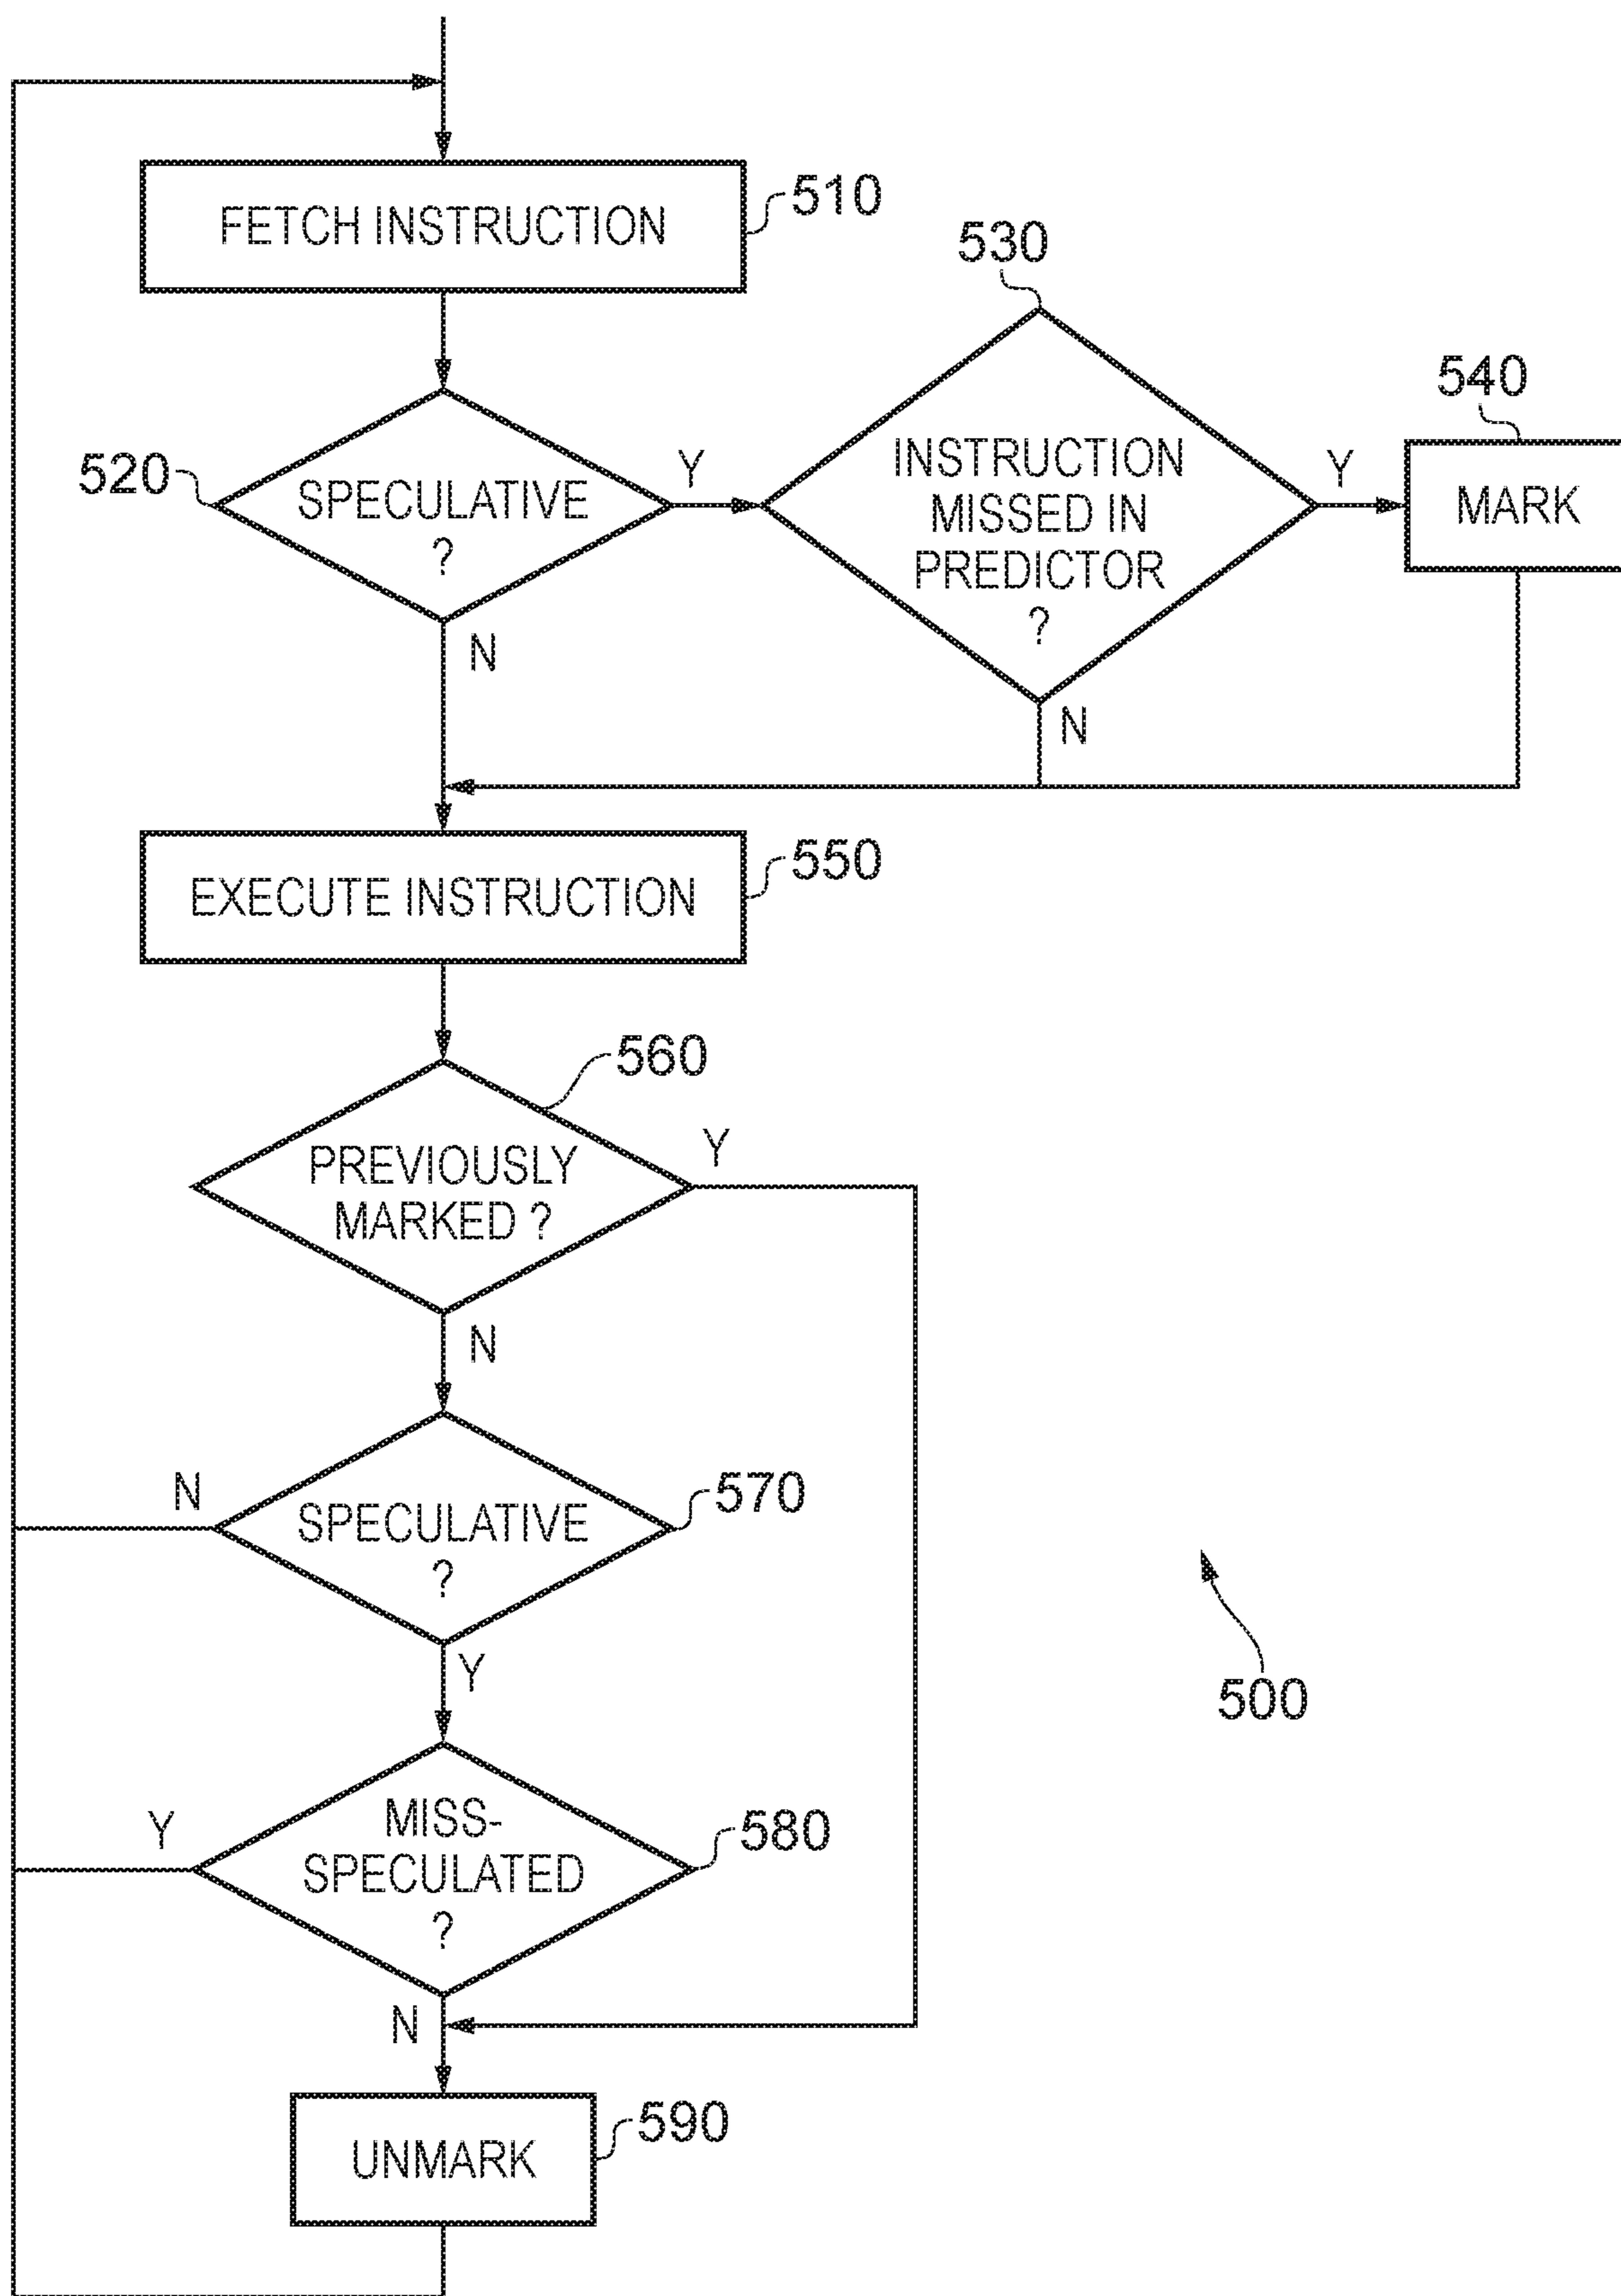 FETCH INSTRUCTION
510
530
540
520
SPECULATIVE
?
Y
INSTRUCTION
MISSED IN
PREDICTOR
?
Y
MARK
N
N
EXECUTE INSTRUCTION
550
560
PREVIOUSLY
MARKED ?
Y
N
N
SPECULATIVE
?
570
Y
500
Y
MISS-
SPECULATED
?
580
N
UNMARK
590